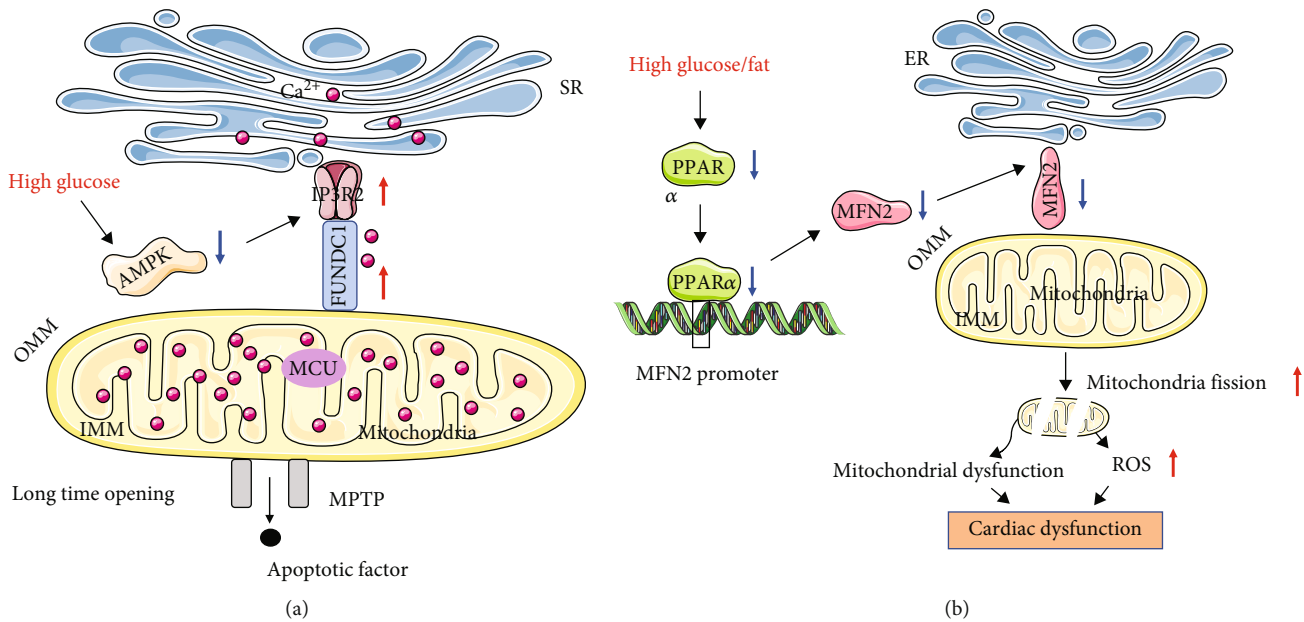 Ca2+
SR
High glucose
IP3R2
AMPK
FUNDC1
OMM
MCU
IMM
Mitochondria
Long time opening
MPTP
Apoptotic factor
(a)
High glucose/fat
ER
PPAR
α
MFN2
MFN2
OMM
PPARα
Mitochondria
IMM
MFN2 promoter
Mitochondria fission
Mitochondrial dysfunction
ROS
Cardiac dysfunction
(b)